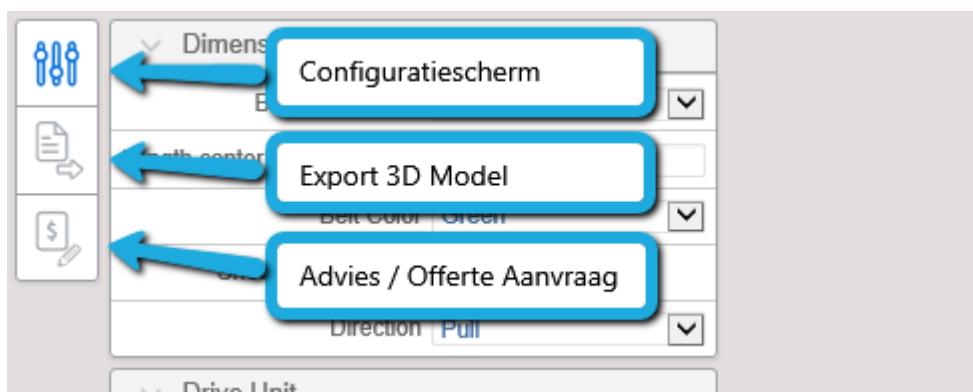 Dimens
Configuratiescherm
Export 3D Model
Belt Color Green
Advies / Offerte Aanvraag
Direction Pull
Drive Unit